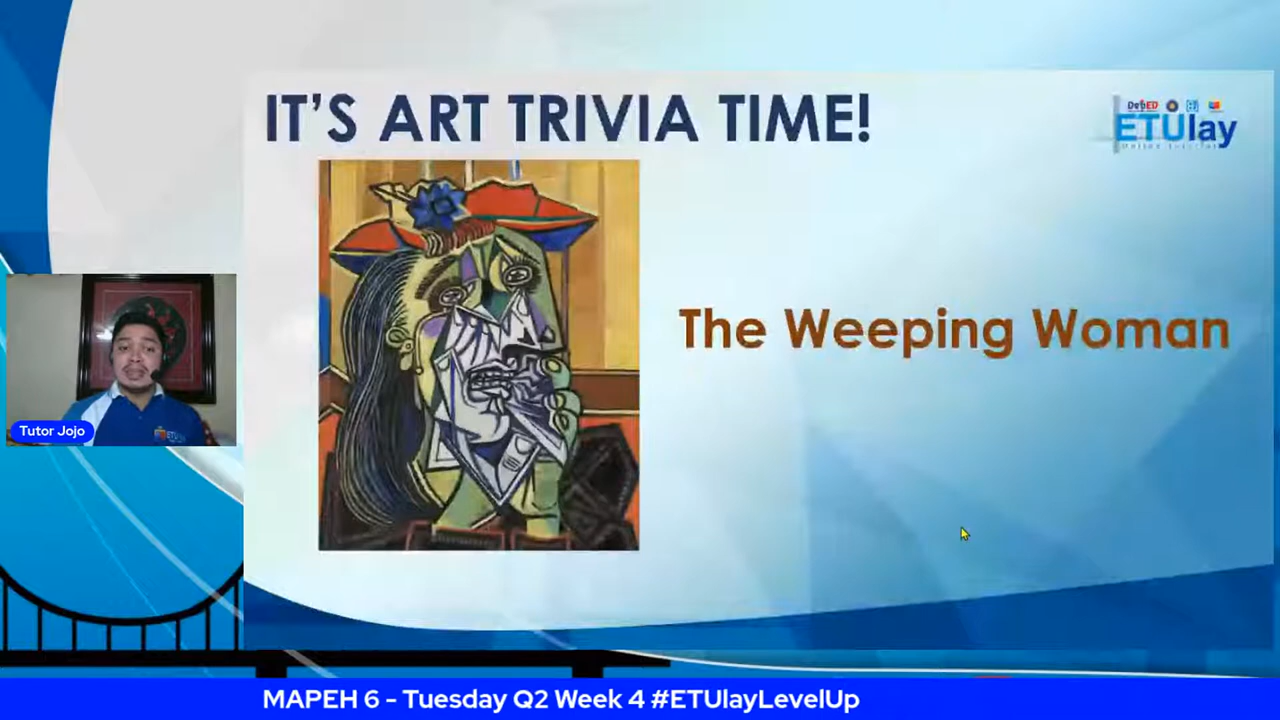 IT'S ART TRIVIA TIME!
DepED
ETUlay
The Weeping Woman
Tutor Jojo
MAPEH 6 - Tuesday Q2 Week 4 #ETUlayLevelUp